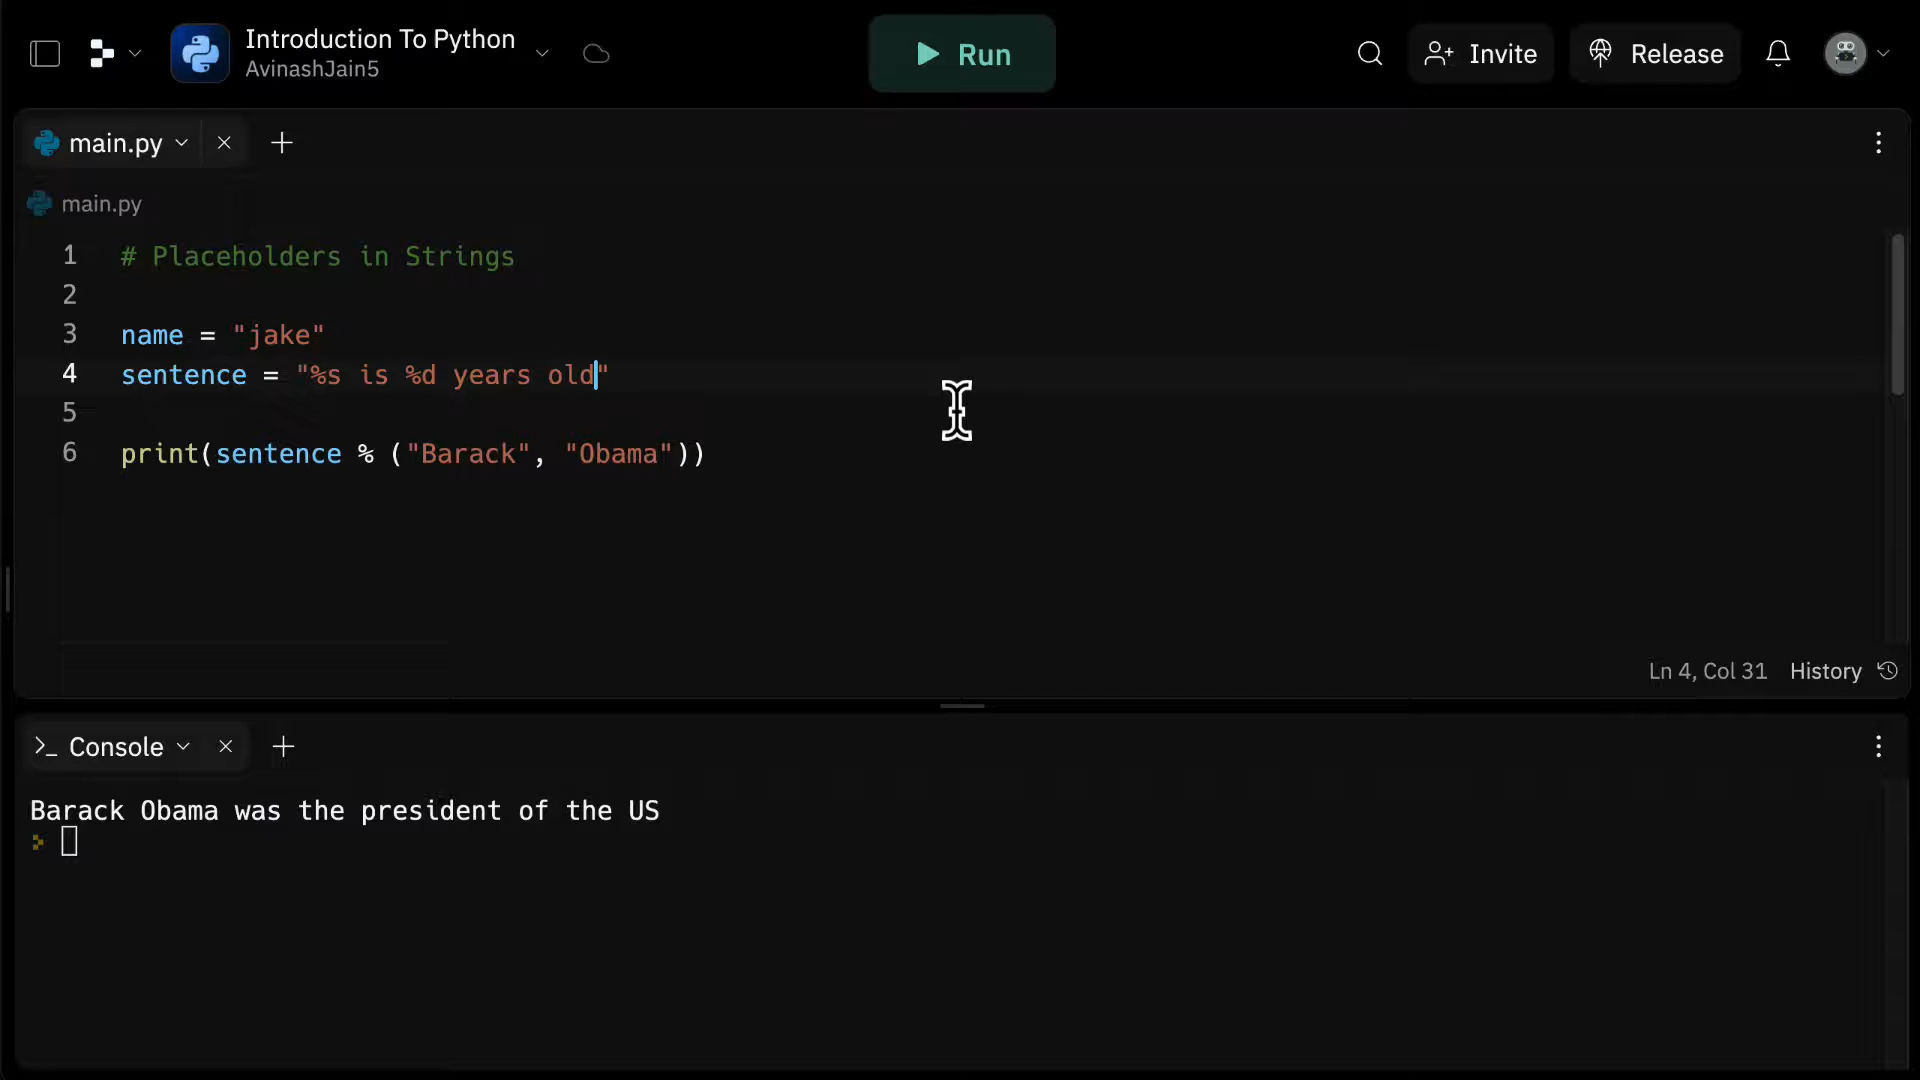 Introduction To Python
AvinashJain5
Run
Invite
Release
main.py
main.py
1 # Placeholders in Strings
2
3 name = "jake"
4 sentence = "%s is %d years old"
5
6 print(sentence % ("Barack", "Obama"))
Ln 4, Col 31 History
>_ Console
Barack Obama was the president of the US